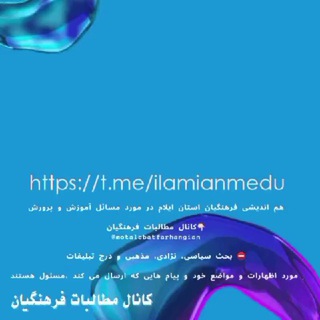 https://t.me/ilamianmedu
هم اندیشی فرهنگیان استان ایلام در مورد مسائل آموزش و پرورش
👇کانال مطالبات فرهنگیان
@motalebatfarhangian
⛔ بحث سیاسی، نژادی، مذهبی و درج تبلیغات
مورد اظهارات و مواضع خود و پیام هایی که ارسال می کند ،مسئول هستند
کانال مطالبات فرهنگیان